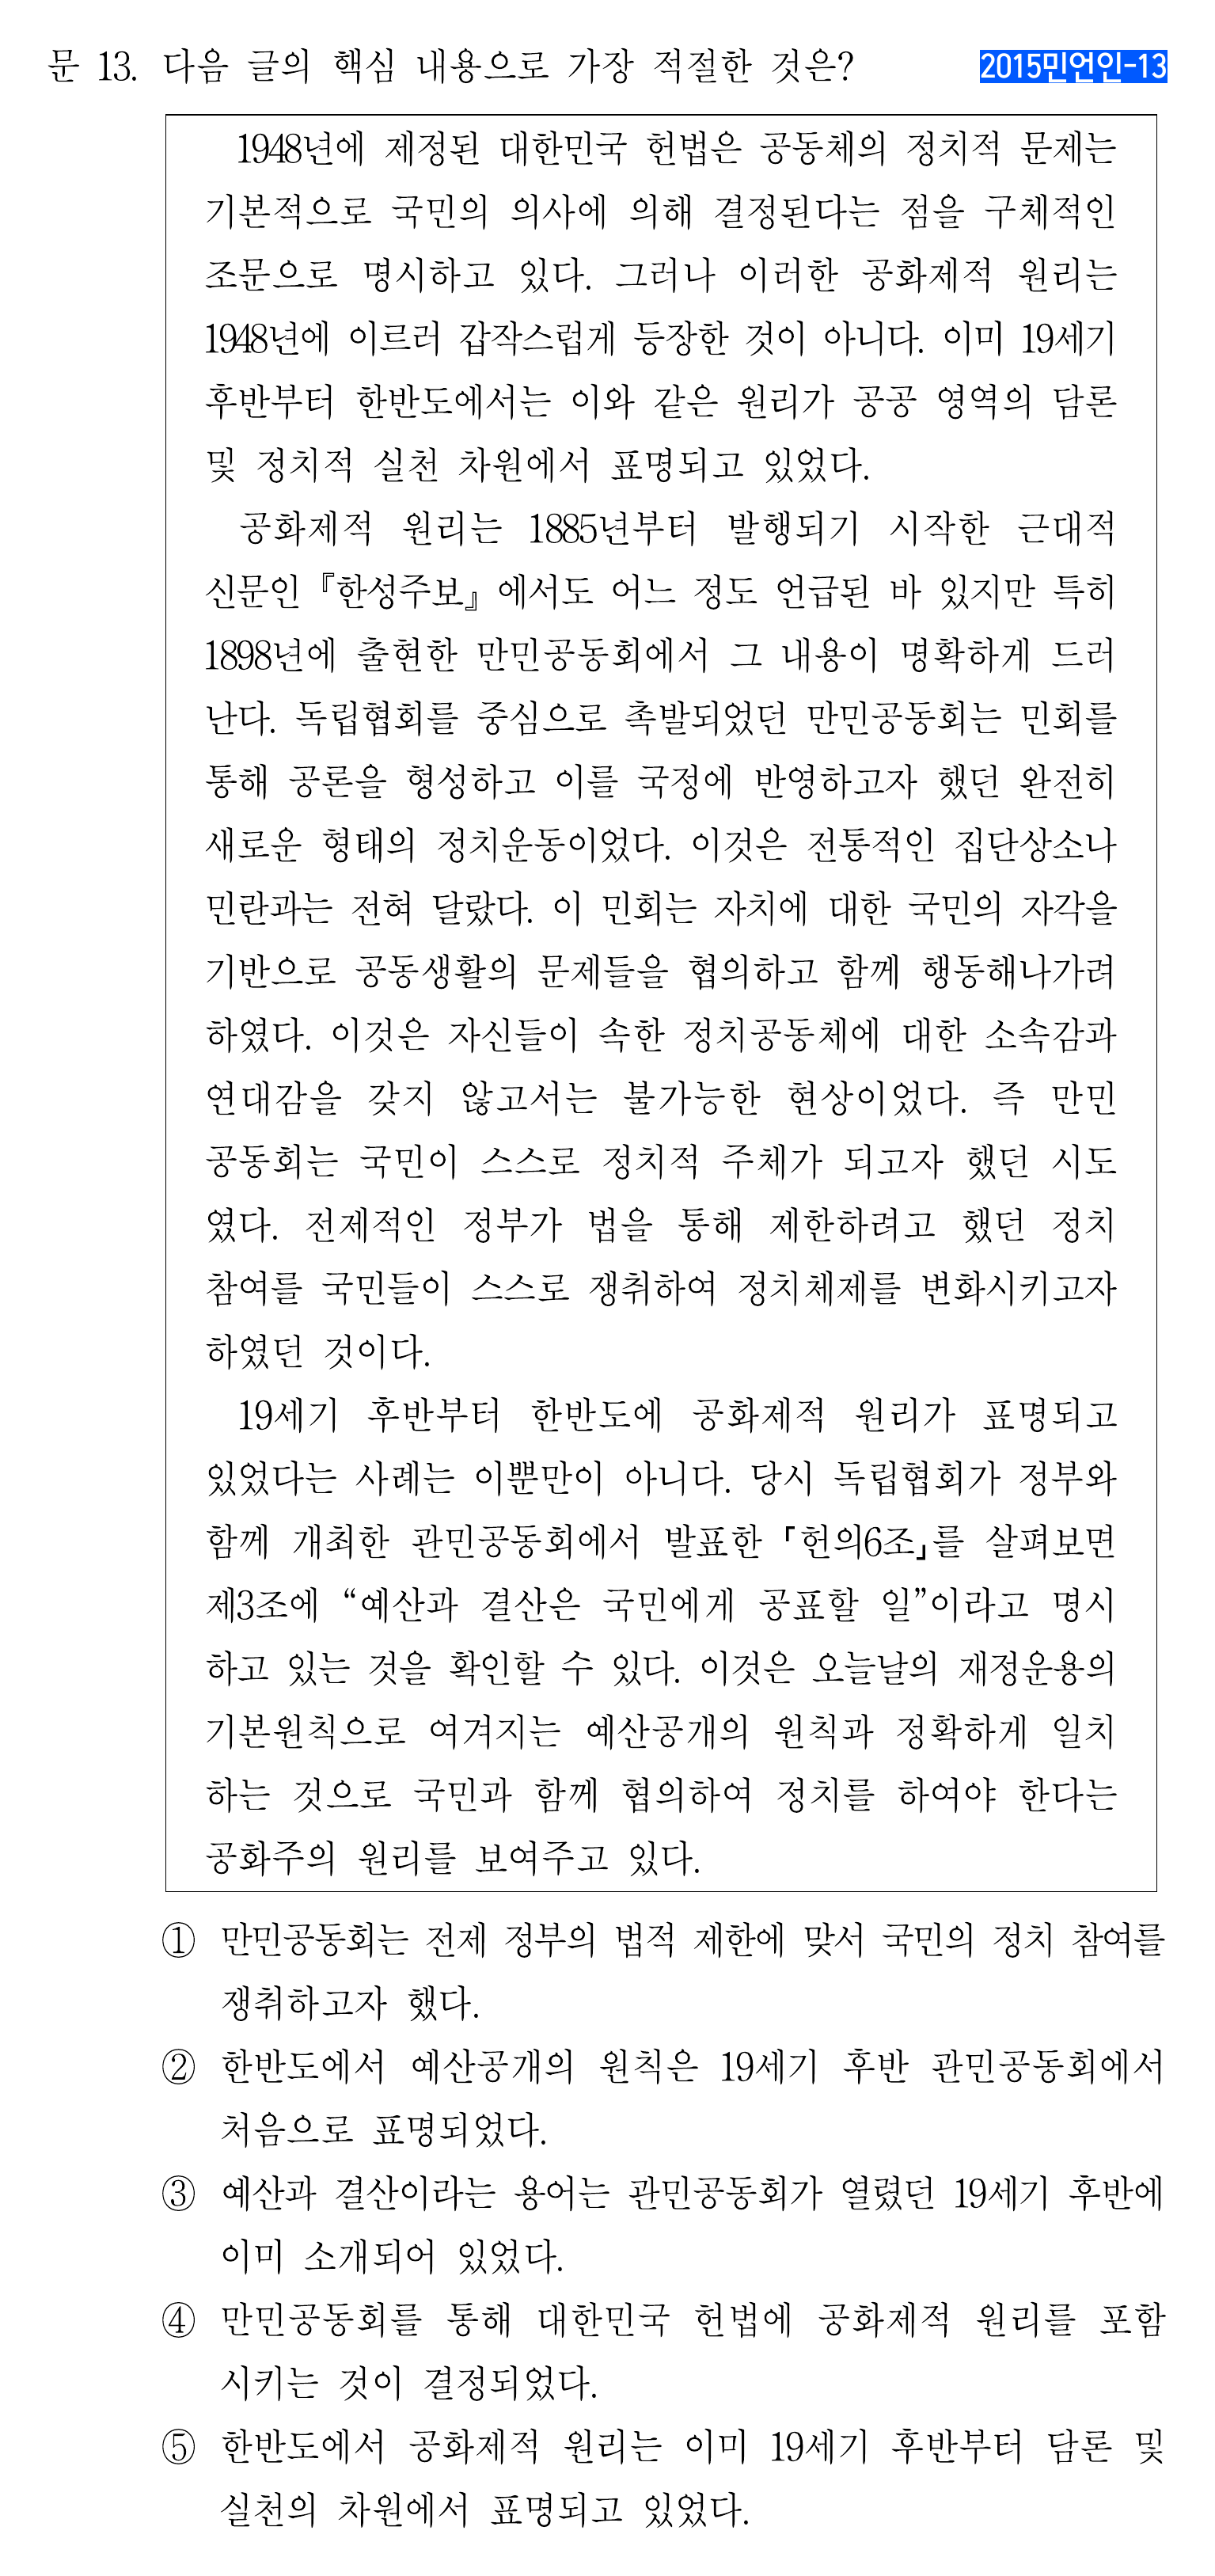 문 13. 다음 글의 핵심 내용으로 가장 적절한 것은? 2015민언인-13
1948년에 제정된 대한민국 헌법은 공동체의 정치적 문제는
기본적으로 국민의 의사에 의해 결정된다는 점을 구체적인
조문으로 명시하고 있다. 그러나 이러한 공화제적 원리는
1948년에 이르러 갑작스럽게 등장한 것이 아니다. 이미 19세기
후반부터 한반도에서는 이와 같은 원리가 공공 영역의 담론
및 정치적 실천 차원에서 표명되고 있었다.
공화제적 원리는 1885년부터 발행되기 시작한 근대적
신문인 『한성주보』에서도 어느 정도 언급된 바 있지만 특히
1898년에 출현한 만민공동회에서 그 내용이 명확하게 드러
난다. 독립협회를 중심으로 촉발되었던 만민공동회는 민회를
통해 공론을 형성하고 이를 국정에 반영하고자 했던 완전히
새로운 형태의 정치운동이었다. 이것은 전통적인 집단상소나
민란과는 전혀 달랐다. 이 민회는 자치에 대한 국민의 자각을
기반으로 공동생활의 문제들을 협의하고 함께 행동해나가려
하였다. 이것은 자신들이 속한 정치공동체에 대한 소속감과
연대감을 갖지 않고서는 불가능한 현상이었다. 즉 만민
공동회는 국민이 스스로 정치적 주체가 되고자 했던 시도
였다. 전제적인 정부가 법을 통해 제한하려고 했던 정치
참여를 국민들이 스스로 쟁취하여 정치체제를 변화시키고자
하였던 것이다.
19세기 후반부터 한반도에 공화제적 원리가 표명되고
있었다는 사례는 이뿐만이 아니다. 당시 독립협회가 정부와
함께 개최한 관민공동회에서 발표한 「헌의6조」를 살펴보면
제3조에 “예산과 결산은 국민에게 공표할 일”이라고 명시
하고 있는 것을 확인할 수 있다. 이것은 오늘날의 재정운용의
기본원칙으로 여겨지는 예산공개의 원칙과 정확하게 일치
하는 것으로 국민과 함께 협의하여 정치를 하여야 한다는
공화주의 원리를 보여주고 있다.
① 만민공동회는 전제 정부의 법적 제한에 맞서 국민의 정치 참여를
쟁취하고자 했다.
② 한반도에서 예산공개의 원칙은 19세기 후반 관민공동회에서
처음으로 표명되었다.
③ 예산과 결산이라는 용어는 관민공동회가 열렸던 19세기 후반에
이미 소개되어 있었다.
④ 만민공동회를 통해 대한민국 헌법에 공화제적 원리를 포함
시키는 것이 결정되었다.
⑤ 한반도에서 공화제적 원리는 이미 19세기 후반부터 담론 및
실천의 차원에서 표명되고 있었다.